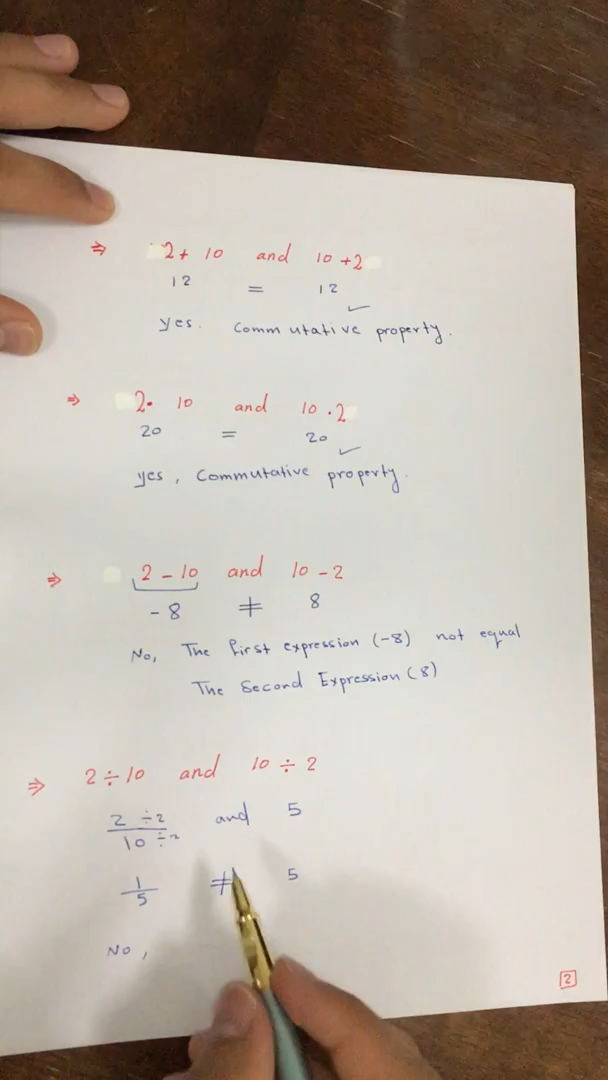 ⇒ 2 + 10 and 10 + 2
12 = 12 ✓
yes. Commutative property.
⇒ 2 · 10 and 10 . 2
20 = 20 ✓
yes, Commutative property.
⇒ 2 - 10 and 10 - 2
-8 ≠ 8
No, The first expression (-8) not equal
The Second Expression (8)
⇒ 2 ÷ 10 and 10 ÷ 2
2 ÷2 / 10 ÷2 and 5
1/5 ≠ 5
No,
2